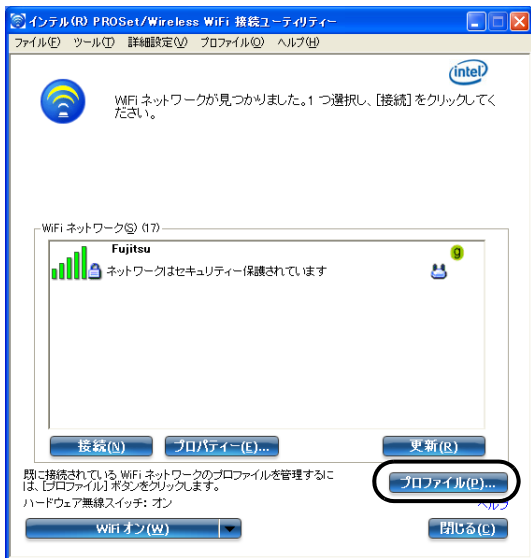 インテル(R) PROSet/Wireless WiFi 接続ユーティリティー
ファイル(F) ツール(T) 詳細設定(V) プロファイル(O) ヘルプ(H)
intel
WiFi ネットワークが見つかりました。1 つ選択し、[接続] をクリックしてく
ださい。
WiFi ネットワーク(S) (17)
Fujitsu
g
ネットワークはセキュリティー保護されています
接続(N) プロパティー(E)... 更新(R)
既に接続されている WiFi ネットワークのプロファイルを管理するに
は、[プロファイル] ボタンをクリックします。
プロファイル(P)...
ハードウェア無線スイッチ: オン
ヘルプ
WiFi オン(W) 閉じる(C)